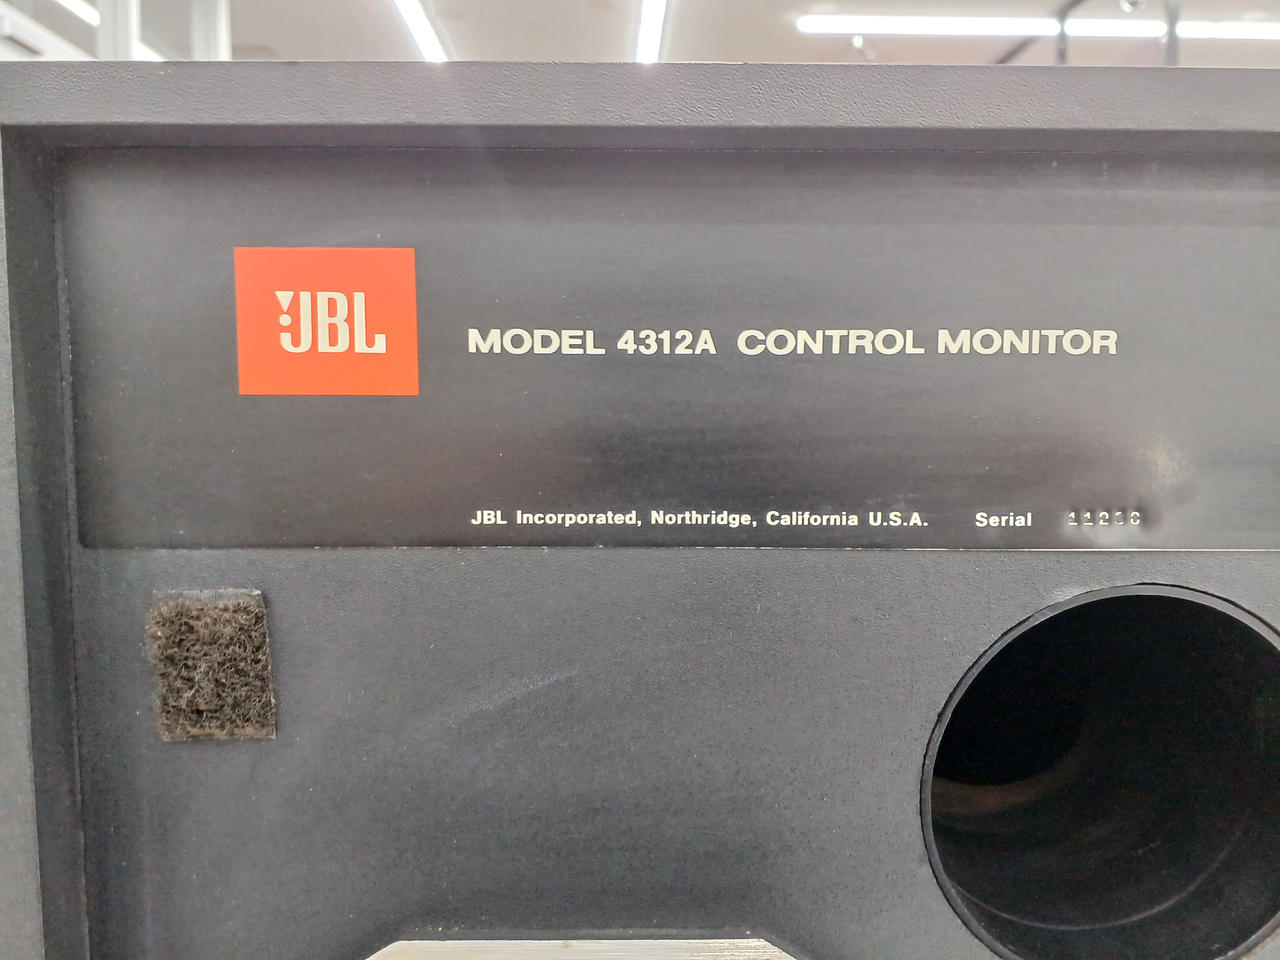 JBL
MODEL 4312A CONTROL MONITOR
JBL Incorporated, Northridge, California U.S.A. Serial